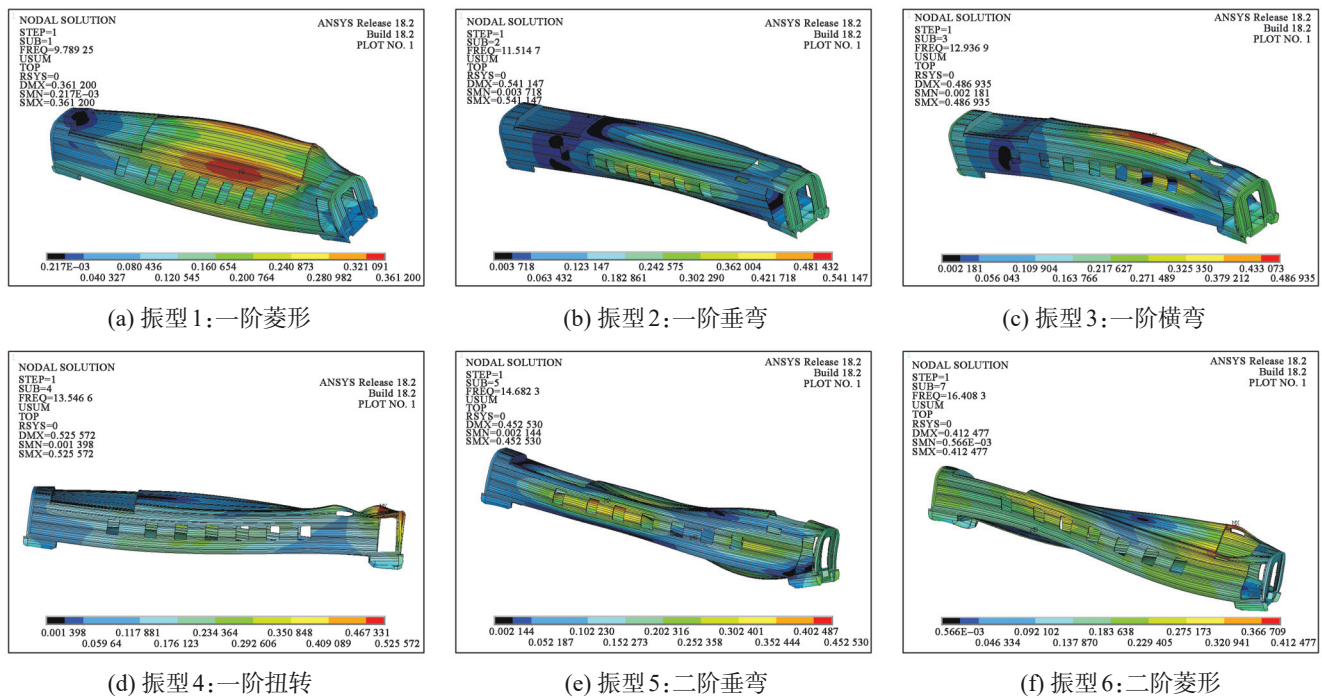 NODAL SOLUTION
STEP=1
SUB=1
FREQ=9.789 25
USUM
TOP
RSYS=0
DMX=0.361 200
SMN=0.217E-03
SMX=0.361 200
ANSYS Release 18.2
Build 18.2
PLOT NO. 1
0.217E-03 0.080 436 0.160 654 0.240 873 0.321 091
0.040 327 0.120 545 0.200 764 0.280 982 0.361 200
(a) 振型1:一阶菱形
NODAL SOLUTION
STEP=1
SUB=2
FREQ=11.514 7
USUM
TOP
RSYS=0
DMX=0.541 147
SMN=0.003 718
SMX=0.541 147
ANSYS Release 18.2
Build 18.2
PLOT NO. 1
0.003 718 0.123 147 0.242 575 0.362 004 0.481 432
0.063 432 0.182 861 0.302 290 0.421 718 0.541 147
(b) 振型2:一阶垂弯
NODAL SOLUTION
STEP=1
SUB=3
FREQ=12.936 9
USUM
TOP
RSYS=0
DMX=0.486 935
SMN=0.002 181
SMX=0.486 935
ANSYS Release 18.2
Build 18.2
PLOT NO. 1
MX
0.002 181 0.109 904 0.217 627 0.325 350 0.433 073
0.056 043 0.163 766 0.271 489 0.379 212 0.486 935
(c) 振型3:一阶横弯
NODAL SOLUTION
STEP=1
SUB=4
FREQ=13.546 6
USUM
TOP
RSYS=0
DMX=0.525 572
SMN=0.001 398
SMX=0.525 572
ANSYS Release 18.2
Build 18.2
PLOT NO. 1
MX
0.001 398 0.117 881 0.234 364 0.350 848 0.467 331
0.059 64 0.176 123 0.292 606 0.409 089 0.525 572
(d) 振型4:一阶扭转
NODAL SOLUTION
STEP=1
SUB=5
FREQ=14.682 3
USUM
TOP
RSYS=0
DMX=0.452 530
SMN=0.002 144
SMX=0.452 530
ANSYS Release 18.2
Build 18.2
PLOT NO. 1
0.002 144 0.102 230 0.202 316 0.302 401 0.402 487
0.052 187 0.152 273 0.252 358 0.352 444 0.452 530
(e) 振型5:二阶垂弯
NODAL SOLUTION
STEP=1
SUB=7
FREQ=16.408 3
USUM
TOP
RSYS=0
DMX=0.412 477
SMN=0.566E-03
SMX=0.412 477
ANSYS Release 18.2
Build 18.2
PLOT NO. 1
MX
0.566E-03 0.092 102 0.183 638 0.275 173 0.366 709
0.046 334 0.137 870 0.229 405 0.320 941 0.412 477
(f) 振型6:二阶菱形